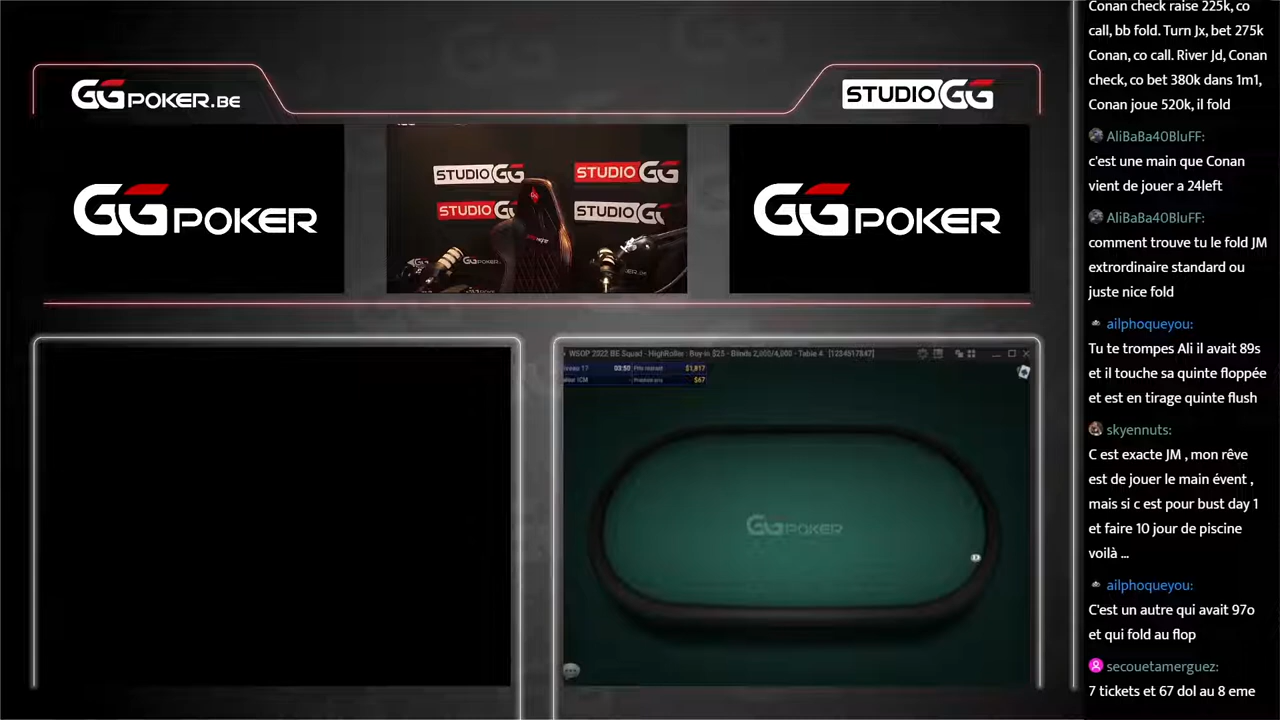 GGPOKER.BE
STUDIO GG
GGPOKER
STUDIO GG
STUDIO GG
STUDIO GG
STUDIO GG
GGPOKER
WSOP 2022 BE Squad - HighRoller : Buy-in $25 - Blinds 2,000/4,000 - Table 4
03:50
$1,817
$67
GGPOKER
Conan check raise 225k, co
call, bb fold. Turn Jx, bet 275k
Conan, co call. River Jd, Conan
check, co bet 380k dans 1m1,
Conan joue 520k, il fold
AliBaBa40BluFF:
c'est une main que Conan
vient de jouer a 24left
AliBaBa40BluFF:
comment trouve tu le fold JM
extrordinaire standard ou
juste nice fold
ailphoqueyou:
Tu te trompes Ali il avait 89s
et il touche sa quinte floppée
et est en tirage quinte flush
skyennuts:
C est exacte JM , mon rêve
est de jouer le main évent ,
mais si c est pour bust day 1
et faire 10 jour de piscine
voilà ...
ailphoqueyou:
C'est un autre qui avait 97o
et qui fold au flop
secouetamerguez:
7 tickets et 67 dol au 8 eme